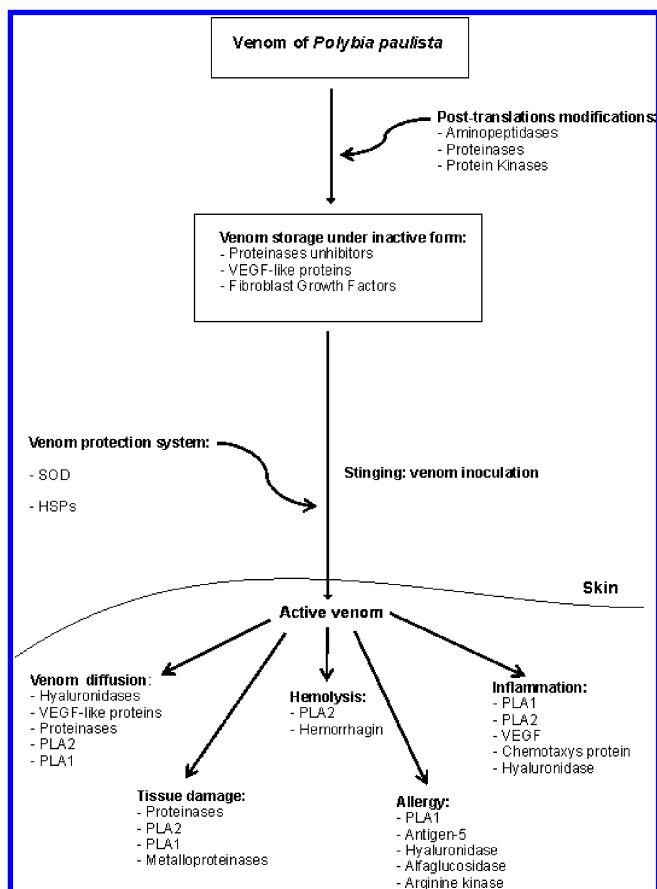 Venom of Polybia paulista
Post-translations modifications:
- Aminopeptidases
- Proteinases
- Protein Kinases
Venom storage under inactive form:
- Proteinases unhibitors
- VEGF-like proteins
- Fibroblast Growth Factors
Venom protection system:
- SOD
- HSPs
Stinging: venom inoculation
Skin
Active venom
Venom diffusion:
- Hyaluronidases
- VEGF-like proteins
- Proteinases
- PLA2
- PLA1
Hemolysis:
- PLA2
- Hemorrhagin
Inflammation:
- PLA1
- PLA2
- VEGF
- Chemotaxys protein
- Hyaluronidase
Tissue damage:
- Proteinases
- PLA2
- PLA1
- Metalloproteinases
Allergy:
- PLA1
- Antigen-5
- Hyaluronidase
- Alfaglucosidase
- Arginine kinase